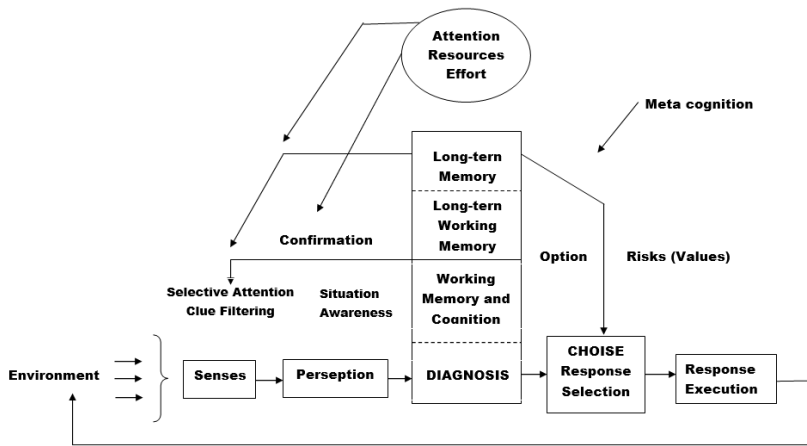 Attention
Resources
Effort
Meta cognition
Long-tern
Memory
Long-tern
Working
Memory
Confirmation
Option
Risks (Values)
Selective Attention
Clue Filtering
Situation
Awareness
Working
Memory and
Cognition
Environment
Senses
Perseption
DIAGNOSIS
CHOISE
Response
Selection
Response
Execution